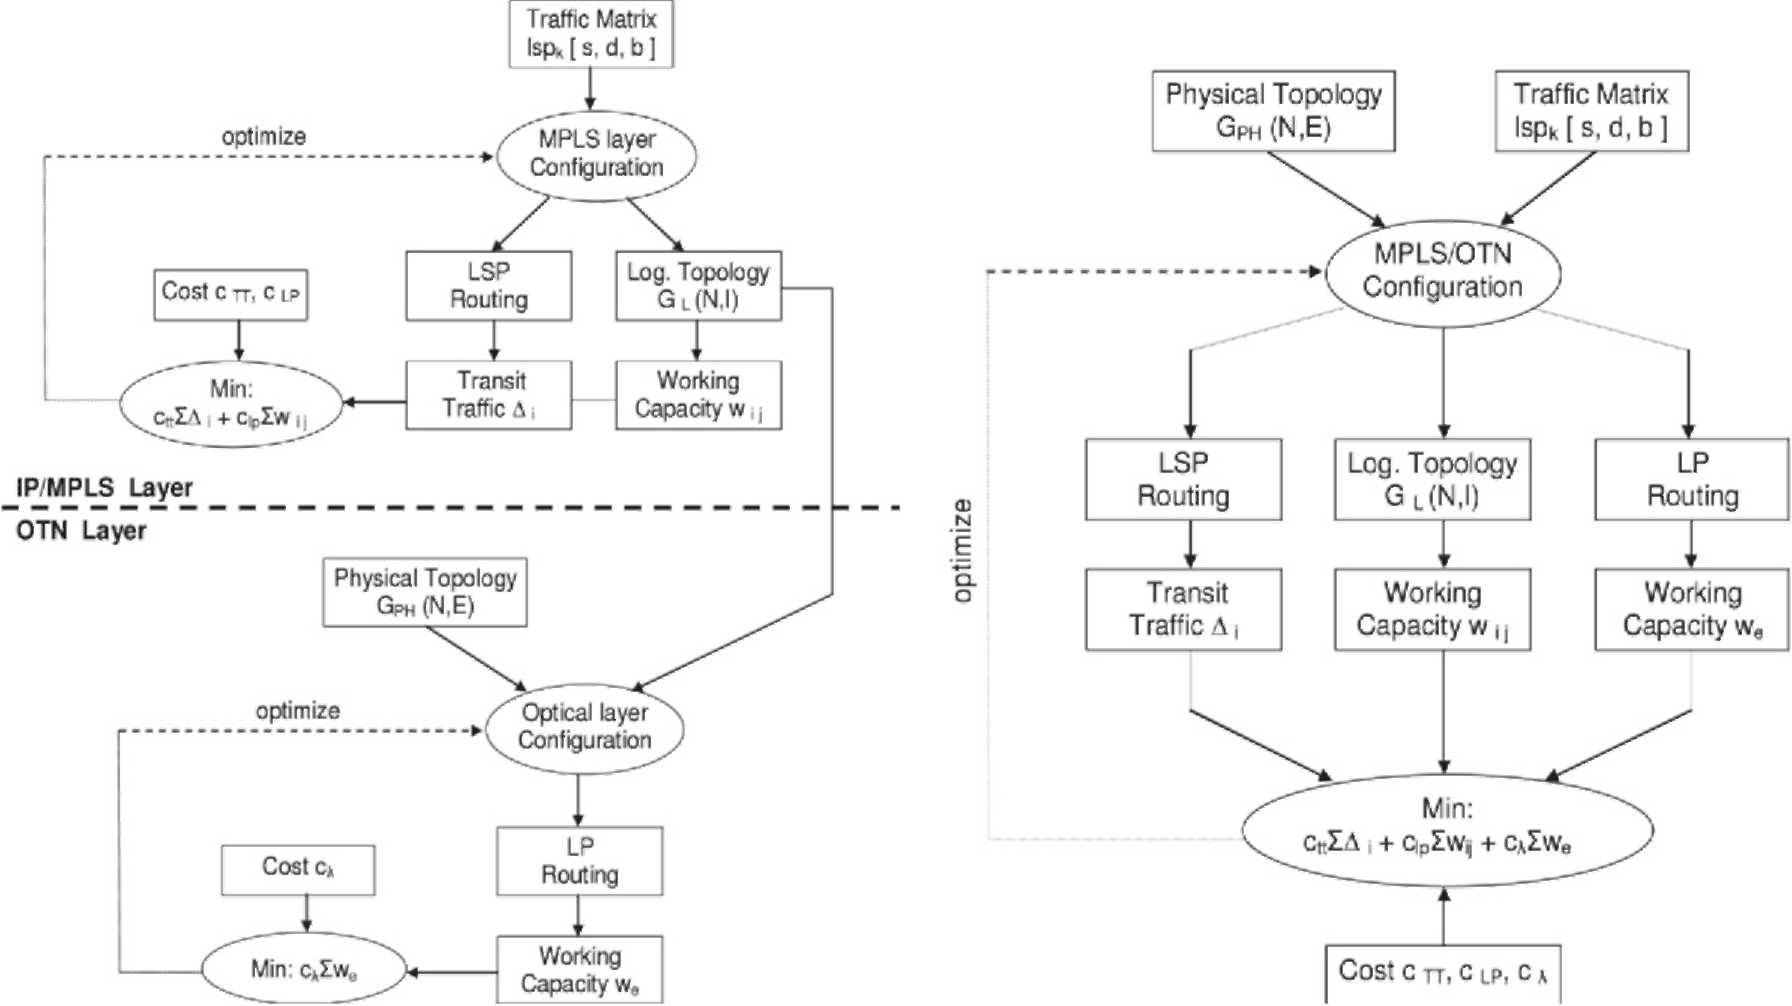 Traffic Matrix
lspk [ s, d, b ]
optimize
MPLS layer
Configuration
LSP
Routing
Log. Topology
G L (N,I)
Cost c TT, c LP
Min:
cttΣΔ i + clpΣw ij
Transit
Traffic Δ i
Working
Capacity w ij
IP/MPLS Layer
OTN Layer
Physical Topology
GPH (N,E)
optimize
Optical layer
Configuration
LP
Routing
Cost cλ
Min: cλΣwe
Working
Capacity we
Physical Topology
GPH (N,E)
Traffic Matrix
lspk [ s, d, b ]
MPLS/OTN
Configuration
optimize
LSP
Routing
Log. Topology
G L (N,I)
LP
Routing
Transit
Traffic Δ i
Working
Capacity w ij
Working
Capacity we
Min:
cttΣΔ i + clpΣwij + cλΣwe
Cost c TT, c LP, c λ